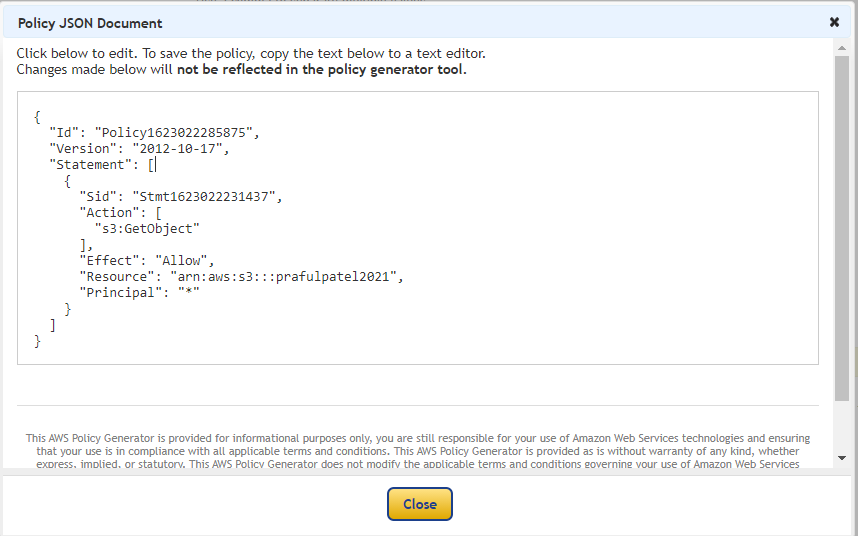 Policy JSON Document
Click below to edit. To save the policy, copy the text below to a text editor.
Changes made below will not be reflected in the policy generator tool.
{
  "Id": "Policy1623022285875",
  "Version": "2012-10-17",
  "Statement": [
    {
      "Sid": "Stmt1623022231437",
      "Action": [
        "s3:GetObject"
      ],
      "Effect": "Allow",
      "Resource": "arn:aws:s3:::prafulpatel2021",
      "Principal": "*"
    }
  ]
}
This AWS Policy Generator is provided for informational purposes only, you are still responsible for your use of Amazon Web Services technologies and ensuring
that your use is in compliance with all applicable terms and conditions. This AWS Policy Generator is provided as is without warranty of any kind, whether
express, implied, or statutory. This AWS Policy Generator does not modify the applicable terms and conditions governing your use of Amazon Web Services
Close